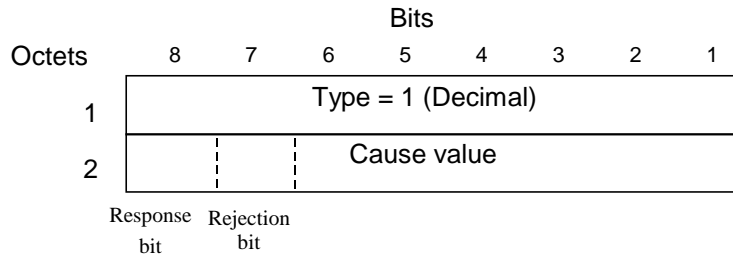 Bits
Octets 8 7 6 5 4 3 2 1
1 Type = 1 (Decimal)
2 Cause value
Response Rejection
bit bit